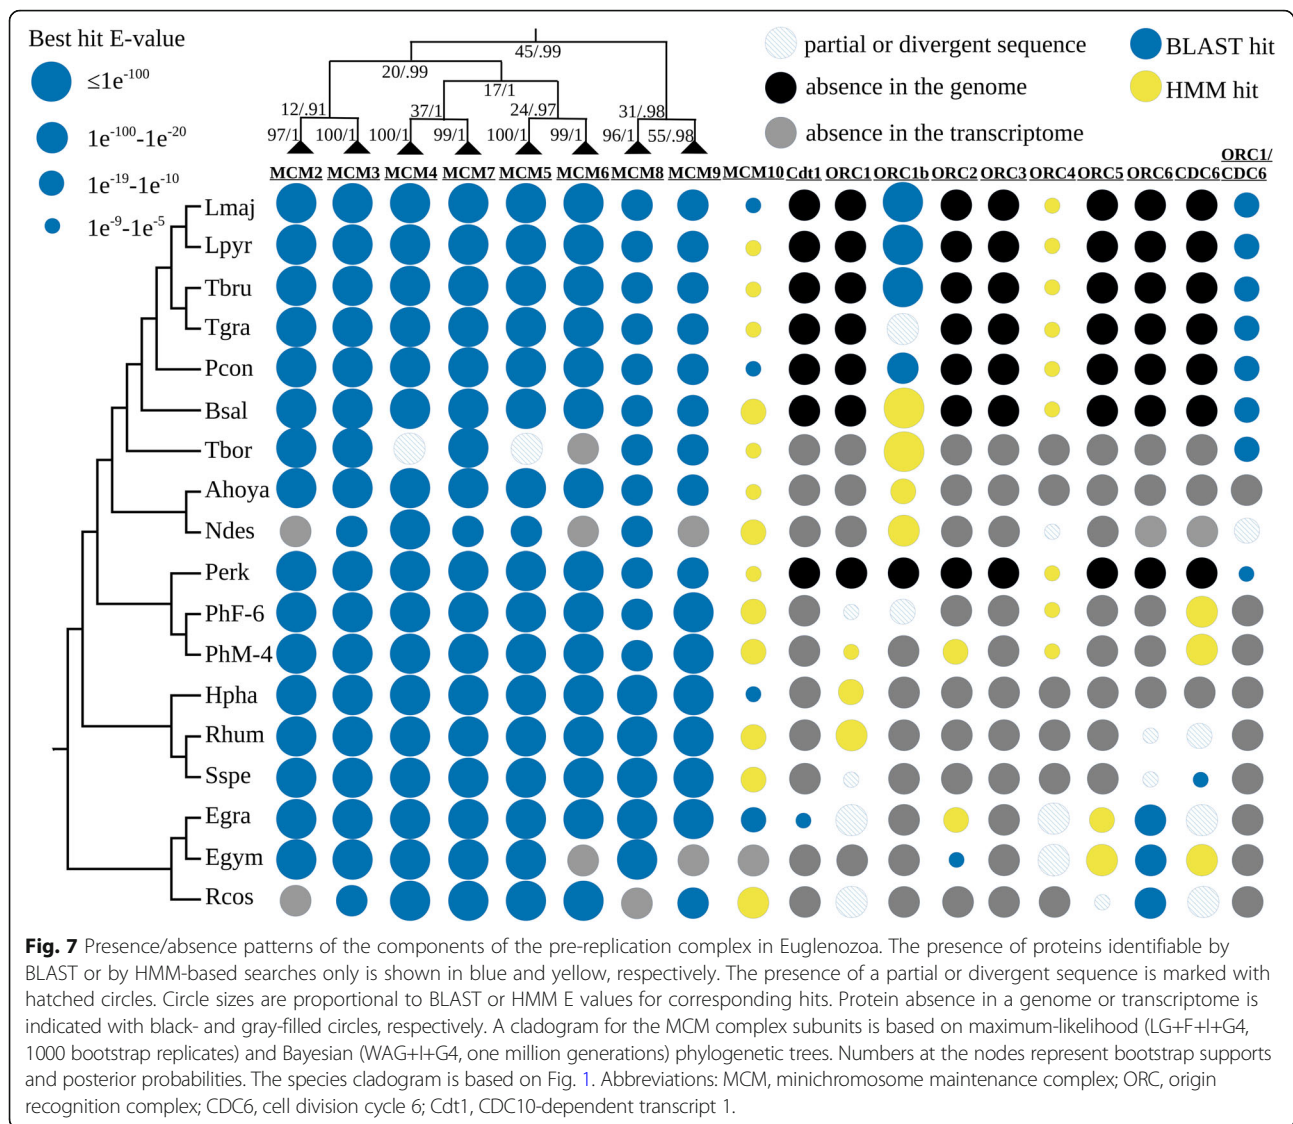 Best hit E-value
≤1e-100
1e-100-1e-20
1e-19-1e-10
1e-9-1e-5
45/.99
20/.99
17/1
12/.91 37/1 24/.97 31/.98
97/1 100/1 100/1 99/1 100/1 99/1 96/1 55/.98
partial or divergent sequence
absence in the genome
absence in the transcriptome
BLAST hit
HMM hit
MCM2 MCM3 MCM4 MCM7 MCM5 MCM6 MCM8 MCM9 MCM10 Cdt1 ORC1 ORC1b ORC2 ORC3 ORC4 ORC5 ORC6 CDC6 ORC1/
CDC6
Lmaj
Lpyr
Tbru
Tgra
Pcon
Bsal
Tbor
Ahoya
Ndes
Perk
PhF-6
PhM-4
Hpha
Rhum
Sspe
Egra
Egym
Rcos
Fig. 7 Presence/absence patterns of the components of the pre-replication complex in Euglenozoa. The presence of proteins identifiable by
BLAST or by HMM-based searches only is shown in blue and yellow, respectively. The presence of a partial or divergent sequence is marked with
hatched circles. Circle sizes are proportional to BLAST or HMM E values for corresponding hits. Protein absence in a genome or transcriptome is
indicated with black- and gray-filled circles, respectively. A cladogram for the MCM complex subunits is based on maximum-likelihood (LG+F+I+G4,
1000 bootstrap replicates) and Bayesian (WAG+I+G4, one million generations) phylogenetic trees. Numbers at the nodes represent bootstrap supports
and posterior probabilities. The species cladogram is based on Fig. 1. Abbreviations: MCM, minichromosome maintenance complex; ORC, origin
recognition complex; CDC6, cell division cycle 6; Cdt1, CDC10-dependent transcript 1.